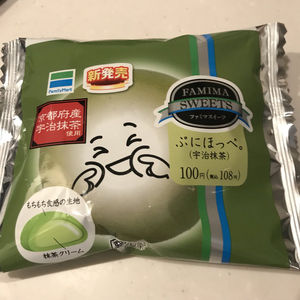 FamilyMart
新発売
京都府産
宇治抹茶
使用
FAMIMA
SWEETS
ファミマスイーツ
ぷにほっぺ。
(宇治抹茶)
100円(税込108円)
もちもち食感の生地
抹茶クリーム